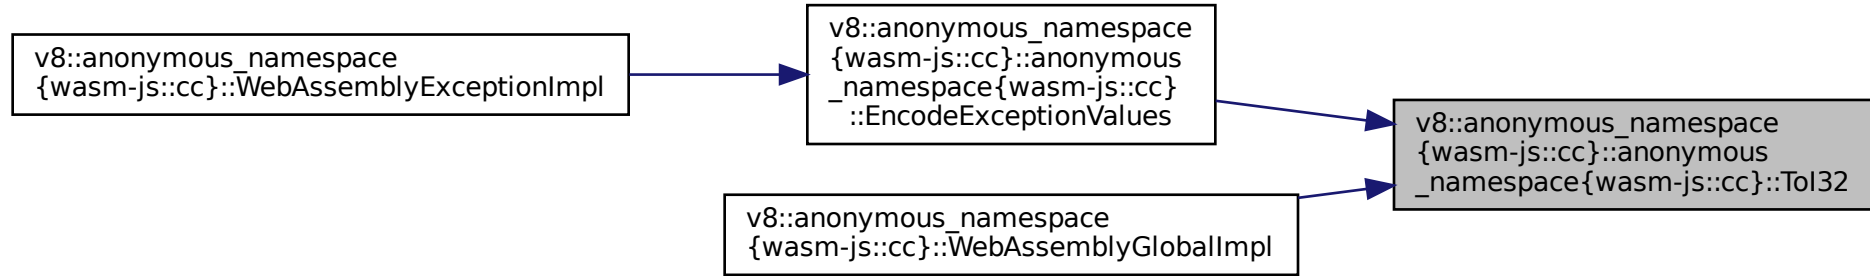 v8::anonymous_namespace
{wasm-js::cc}::WebAssemblyExceptionImpl
v8::anonymous_namespace
{wasm-js::cc}::anonymous
_namespace{wasm-js::cc}
::EncodeExceptionValues
v8::anonymous_namespace
{wasm-js::cc}::WebAssemblyGlobalImpl
v8::anonymous_namespace
{wasm-js::cc}::anonymous
_namespace{wasm-js::cc}::ToI32